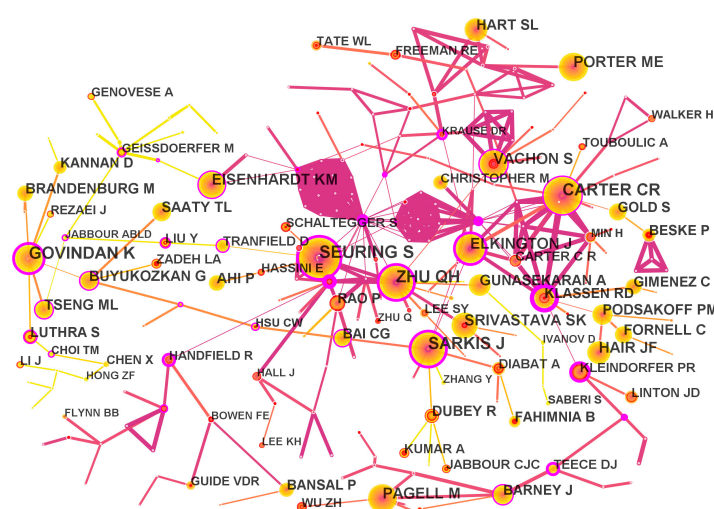 HART SL
TATE WL
FREEMAN RE
PORTER ME
GENOVESE A
WALKER H
KRAUSE DR
TOUBOULIC A
GEISSDOERFER M
VACHON S
KANNAN D
EISENHARDT KM
CHRISTOPHER M
CARTER CR
BRANDENBURG M
REZAEI J
SAATY TL
GOLD S
SCHALTEGGER S
BESKE P
JABBOUR ABLD
LIU Y
TRANFIELD D
ELKINGTON J
MIN H
GOVINDAN K
ZADEH LA
SEURING S
CARTER C R
BUYUKOZKAN G
HASSINI E
AHI P
ZHU QH
GUNASEKARAN A
GIMENEZ C
KLASSEN RD
TSENG ML
RAO P
ZHU Q
LEE SY
SRIVASTAVA SK
PODSAKOFF PM
HSU CW
LUTHRA S
BAI CG
SARKIS J
IVANOV D
FORNELL C
CHOI TM
HAIR JF
LI J
CHEN X
HANDFIELD R
DIABAT A
KLEINDORFER PR
HONG ZF
HALL J
ZHANG Y
LINTON JD
SABERI S
FLYNN BB
BOWEN FE
DUBEY R
FAHIMNIA B
LEE KH
KUMAR A
JABBOUR CJC
TEECE DJ
GUIDE VDR
BANSAL P
PAGELL M
BARNEY J
WU ZH